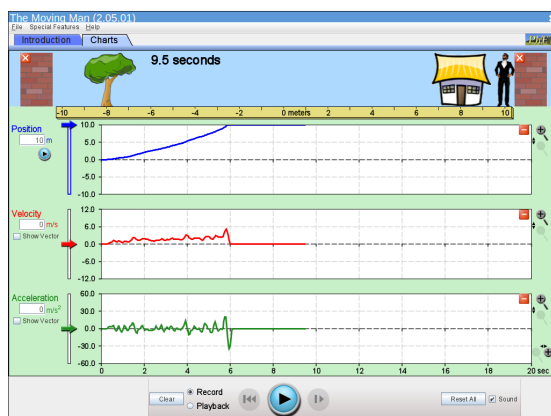 The Moving Man (2.05.01)
File Special Features Help
Introduction Charts
9.5 seconds
-10 -8 -6 -4 -2 0 meters 2 4 6 8 10
Position
10 m
10.0
5.0
0.0
-5.0
-10.0
Velocity
0 m/s
Show Vector
12.0
6.0
0.0
-6.0
-12.0
Acceleration
0 m/s²
Show Vector
60.0
30.0
0.0
-30.0
-60.0
0 2 4 6 8 10 12 14 16 18 20 sec
Clear
Record
Playback
Reset All
Sound